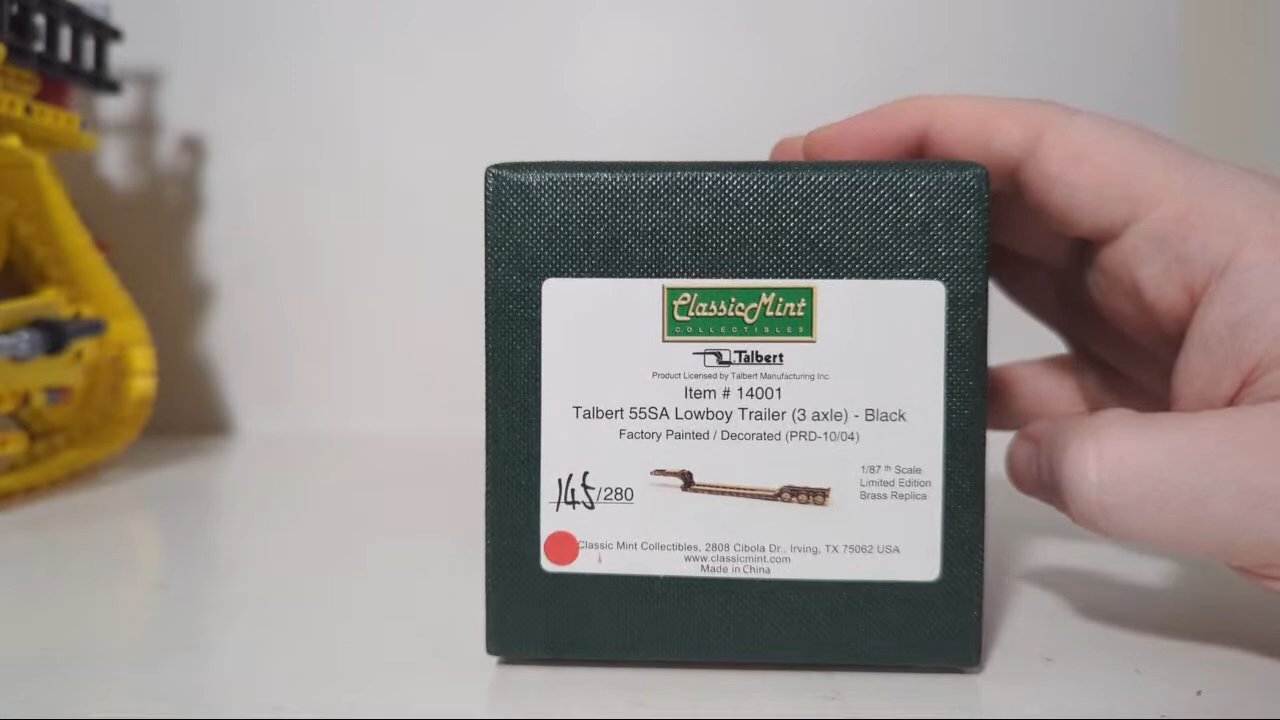 ClassicMint
COLLECTIBLES
Talbert
Product Licensed by Talbert Manufacturing Inc.
Item # 14001
Talbert 55SA Lowboy Trailer (3 axle) - Black
Factory Painted / Decorated (PRD-10/04)
1/87 th Scale
Limited Edition
Brass Replica
145/280
Classic Mint Collectibles, 2808 Cibola Dr., Irving, TX 75062 USA
www.classicmint.com
Made in China